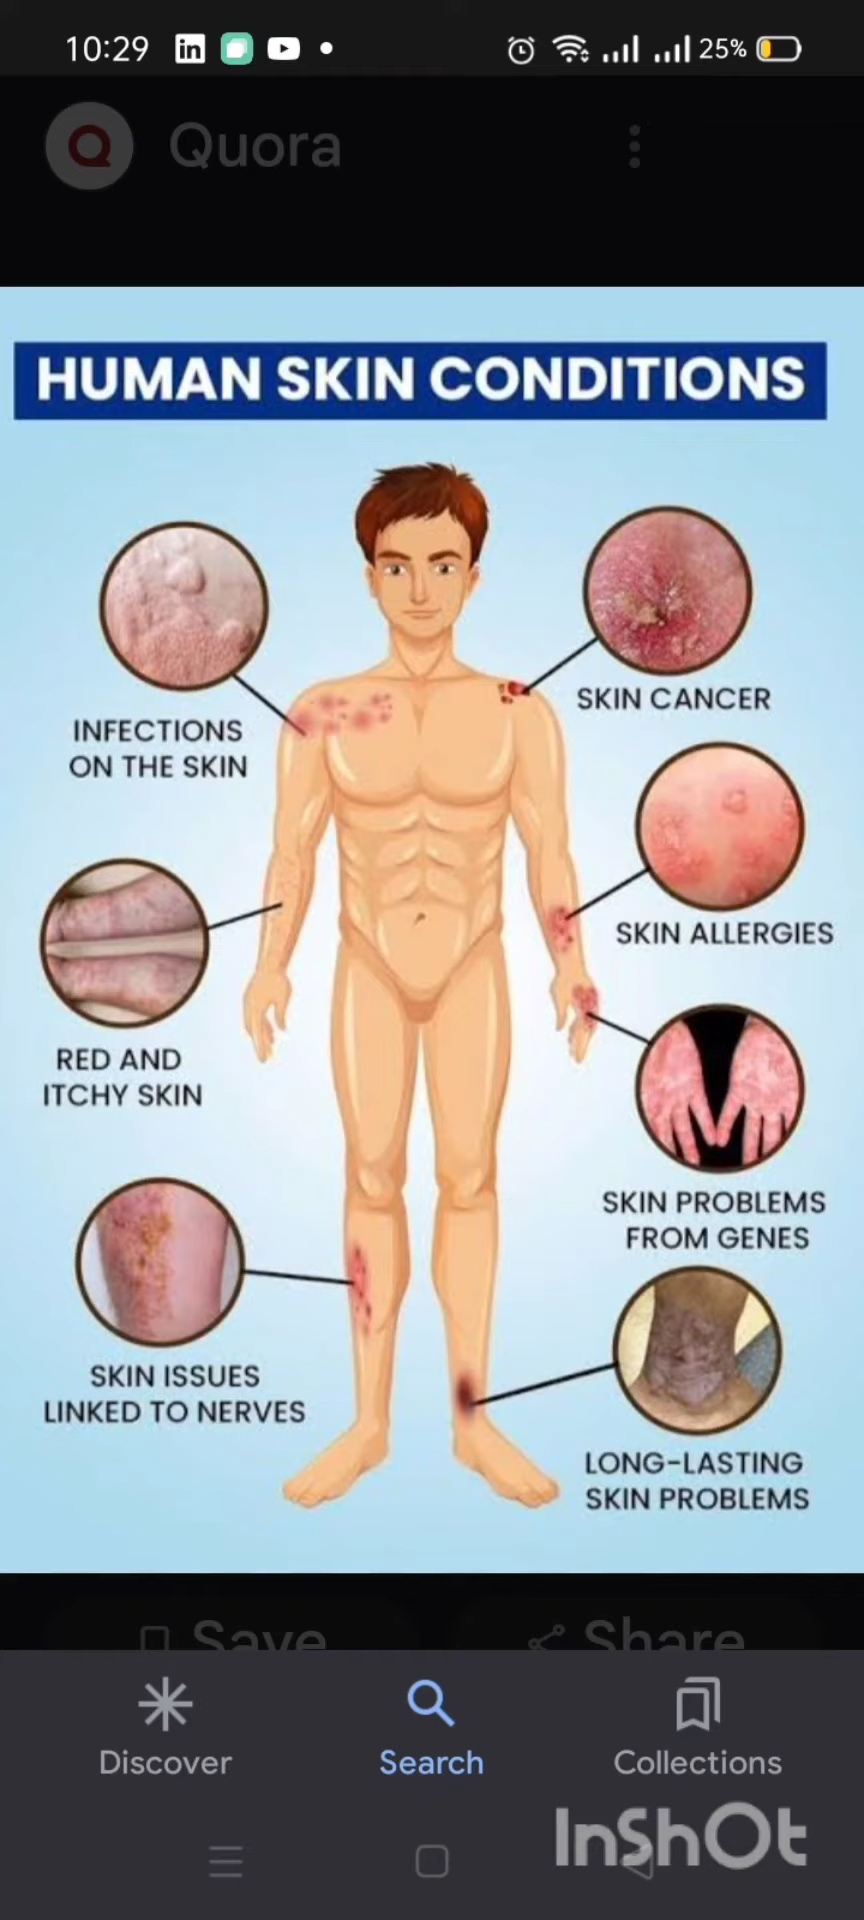 10:29 in 25%
Quora
HUMAN SKIN CONDITIONS
INFECTIONS
ON THE SKIN
SKIN CANCER
SKIN ALLERGIES
RED AND
ITCHY SKIN
SKIN PROBLEMS
FROM GENES
SKIN ISSUES
LINKED TO NERVES
LONG-LASTING
SKIN PROBLEMS
Save Share
Discover Search Collections
InShOt